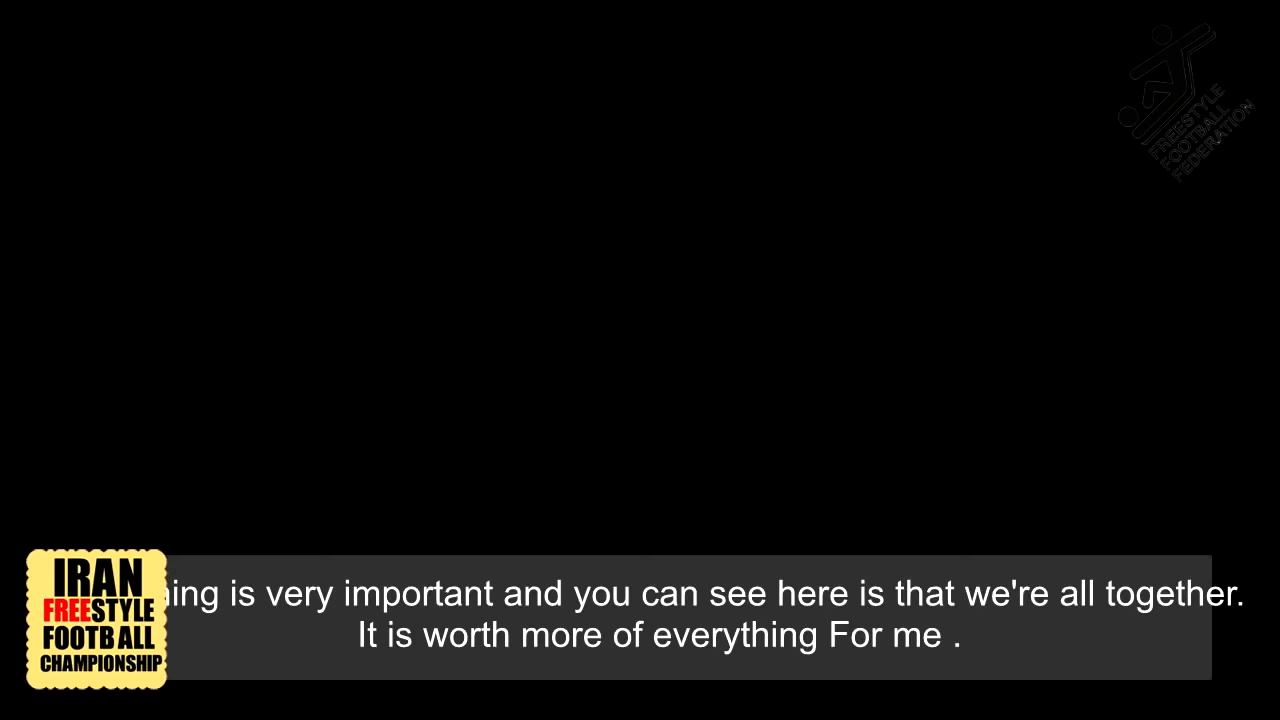 FREESTYLE
FOOTBALL
FEDERATION
IRAN
FREESTYLE
FOOTBALL
CHAMPIONSHIP
is very important and you can see here is that we're all together.
It is worth more of everything For me .